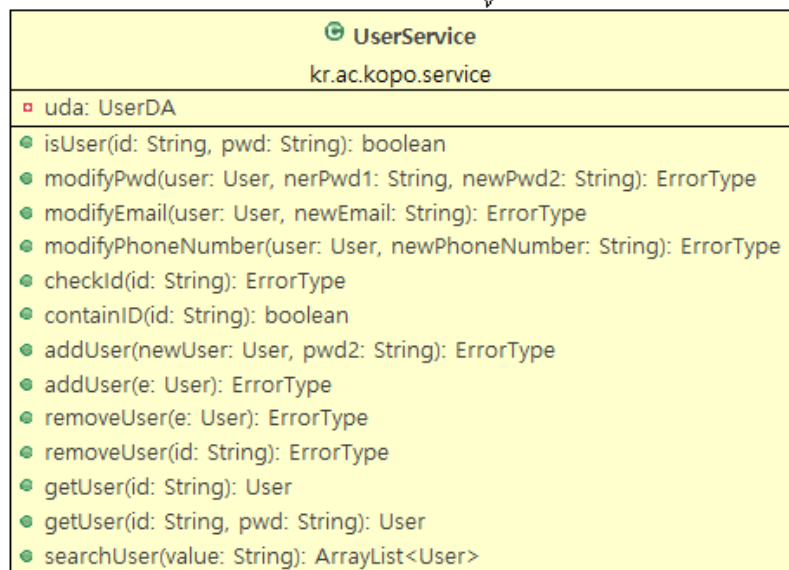 C UserService
kr.ac.kopo.service
uda: UserDA
isUser(id: String, pwd: String): boolean
modifyPwd(user: User, nerPwd1: String, newPwd2: String): ErrorType
modifyEmail(user: User, newEmail: String): ErrorType
modifyPhoneNumber(user: User, newPhoneNumber: String): ErrorType
checkId(id: String): ErrorType
containID(id: String): boolean
addUser(newUser: User, pwd2: String): ErrorType
addUser(e: User): ErrorType
removeUser(e: User): ErrorType
removeUser(id: String): ErrorType
getUser(id: String): User
getUser(id: String, pwd: String): User
searchUser(value: String): ArrayList<User>